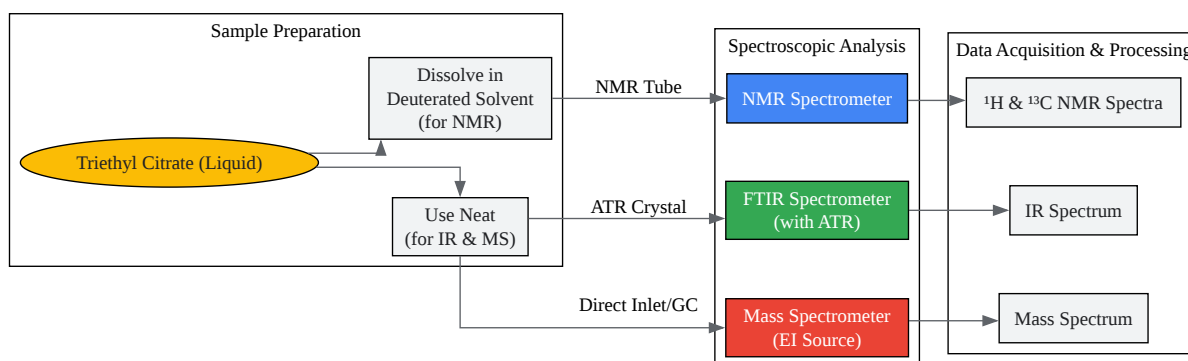 Sample Preparation
Dissolve in
Deuterated Solvent
(for NMR)
Triethyl Citrate (Liquid)
Use Neat
(for IR & MS)
NMR Tube
ATR Crystal
Direct Inlet/GC
Spectroscopic Analysis
NMR Spectrometer
FTIR Spectrometer
(with ATR)
Mass Spectrometer
(EI Source)
Data Acquisition & Processing
¹H & ¹³C NMR Spectra
IR Spectrum
Mass Spectrum